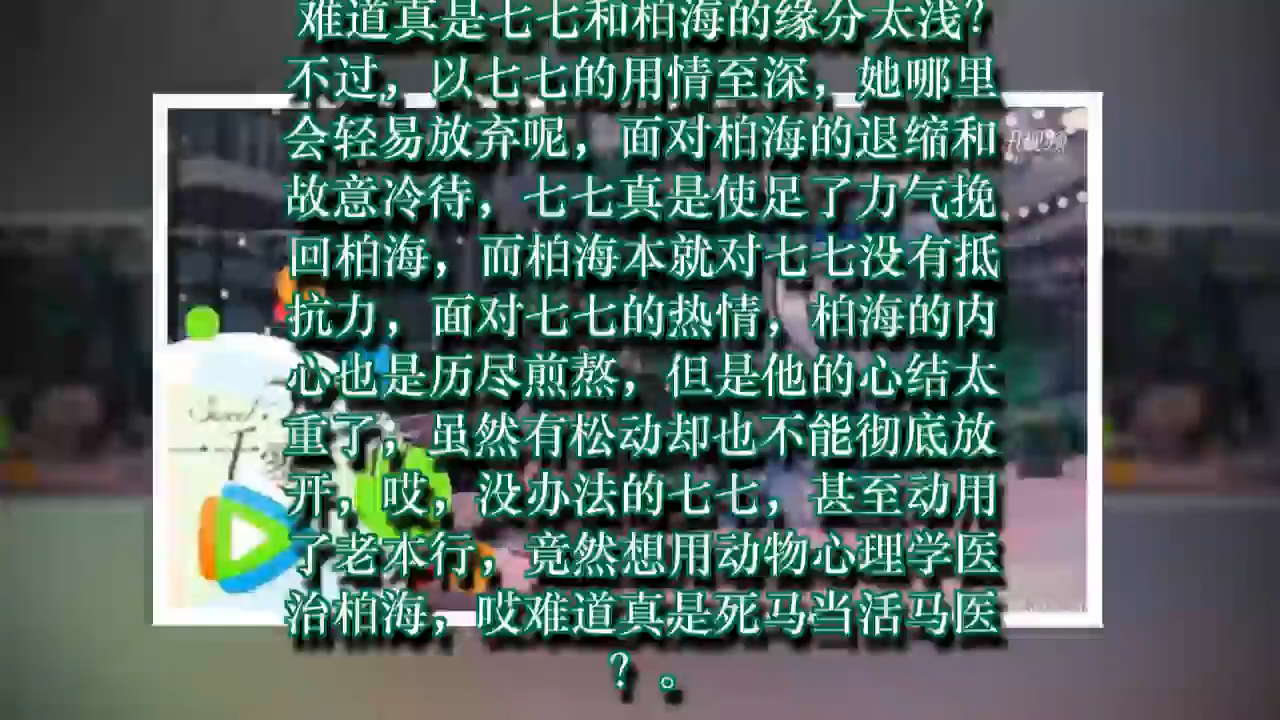 难道真是七七和柏海的缘分太浅?
不过，以七七的用情至深，她哪里
会轻易放弃呢，面对柏海的退缩和
故意冷待，七七真是使足了力气挽
回柏海，而柏海本就对七七没有抵
抗力，面对七七的热情，柏海的内
心也是历尽煎熬，但是他的心结太
重了，虽然有松动却也不能彻底放
开，哎，没办法的七七，甚至动用
了老本行，竟然想用动物心理学医
治柏海，哎难道真是死马当活马医
？。